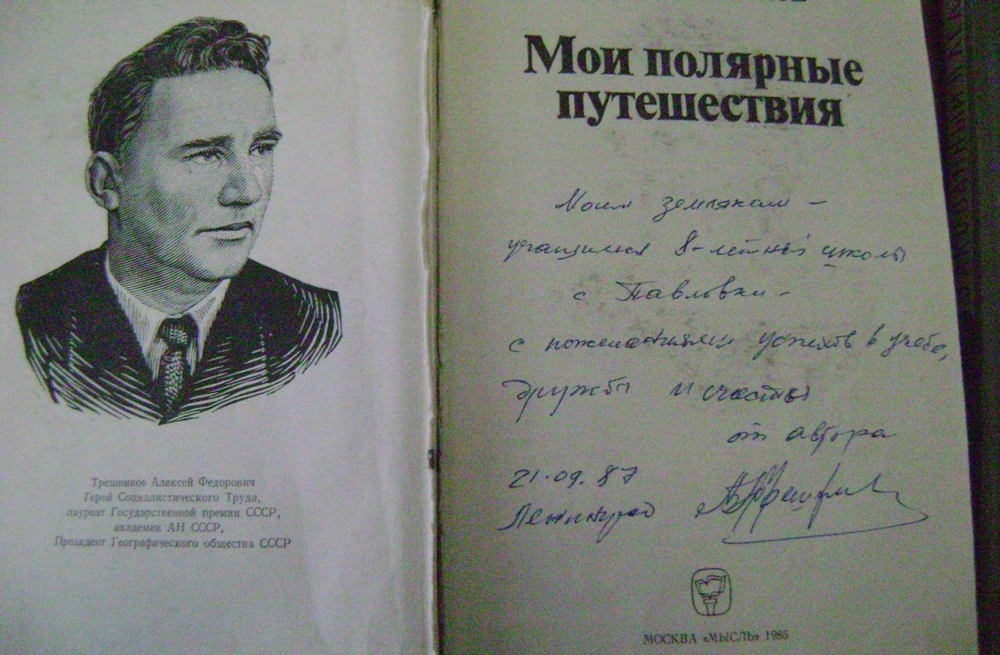 Трешников Алексей Федорович
Герой Социалистического Труда,
лауреат Государственной премии СССР,
академик АН СССР,
Президент Географического общества СССР
Мои полярные
путешествия
Моим землякам –
учащимся 8-летней школы
с Павловки –
с пожеланиями успехов в учебе,
дружбы и счастья
от автора
21.09.87
Ленинград
МОСКВА «МЫСЛЬ» 1985